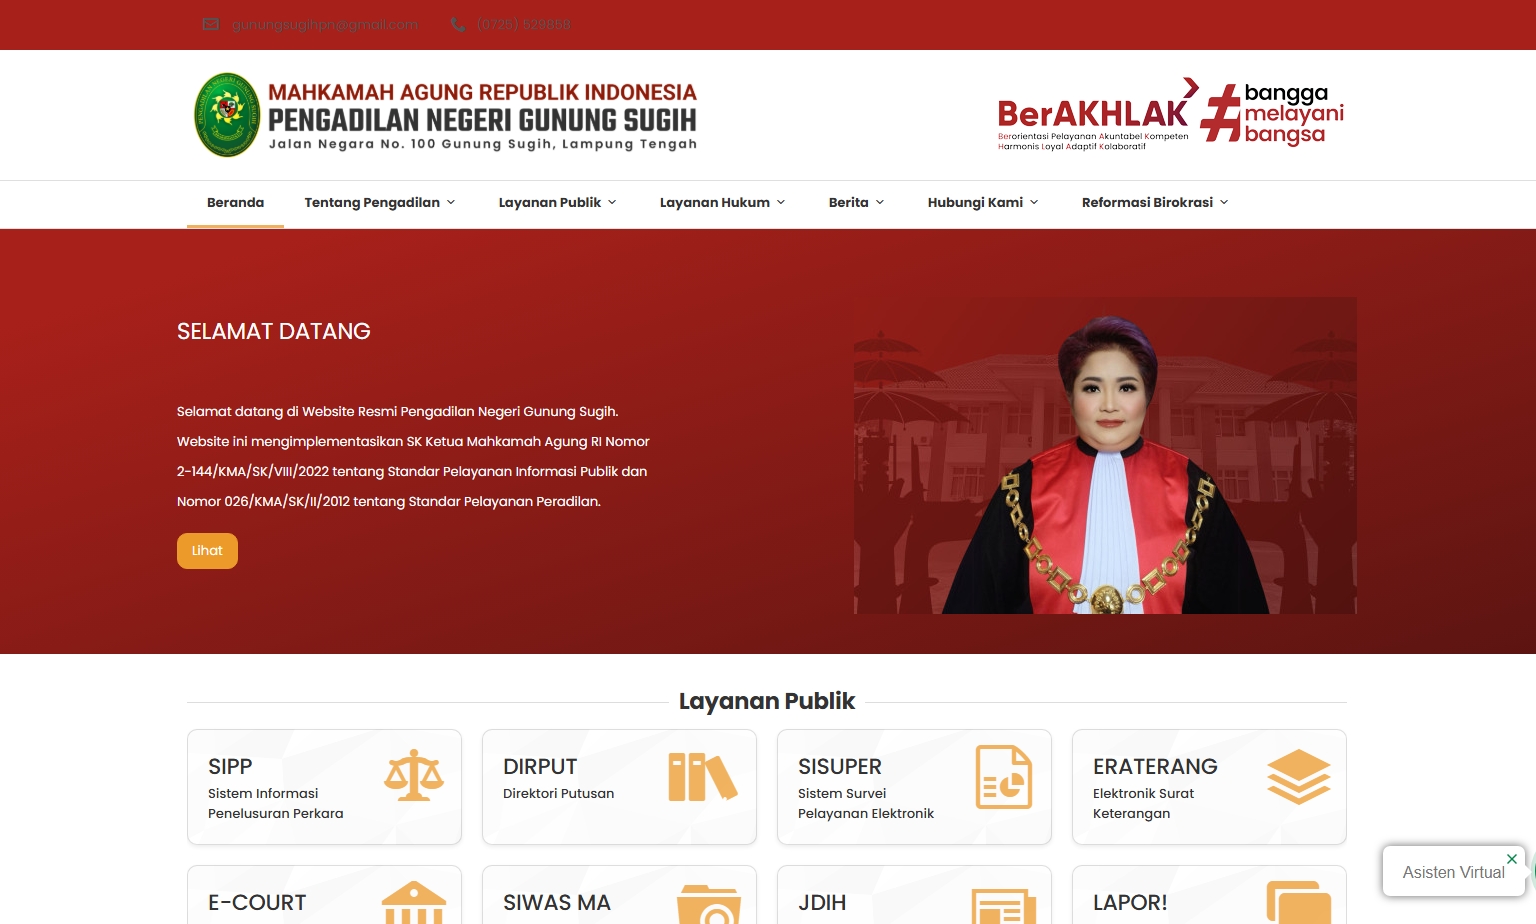 gunungsugihpn@gmail.com
(0725) 529858
MAHKAMAH AGUNG REPUBLIK INDONESIA
PENGADILAN NEGERI GUNUNG SUGIH
Jalan Negara No. 100 Gunung Sugih, Lampung Tengah
BerAKHLAK
Berorientasi Pelayanan Akuntabel Kompeten
Harmonis Loyal Adaptif Kolaboratif
#bangga
melayani
bangsa
Beranda
Tentang Pengadilan
Layanan Publik
Layanan Hukum
Berita
Hubungi Kami
Reformasi Birokrasi
SELAMAT DATANG
Selamat datang di Website Resmi Pengadilan Negeri Gunung Sugih.
Website ini mengimplementasikan SK Ketua Mahkamah Agung RI Nomor
2-144/KMA/SK/VIII/2022 tentang Standar Pelayanan Informasi Publik dan
Nomor 026/KMA/SK/II/2012 tentang Standar Pelayanan Peradilan.
Lihat
Layanan Publik
SIPP
Sistem Informasi
Penelusuran Perkara
DIRPUT
Direktori Putusan
SISUPER
Sistem Survei
Pelayanan Elektronik
ERATERANG
Elektronik Surat
Keterangan
E-COURT
SIWAS MA
JDIH
LAPOR!
Asisten Virtual